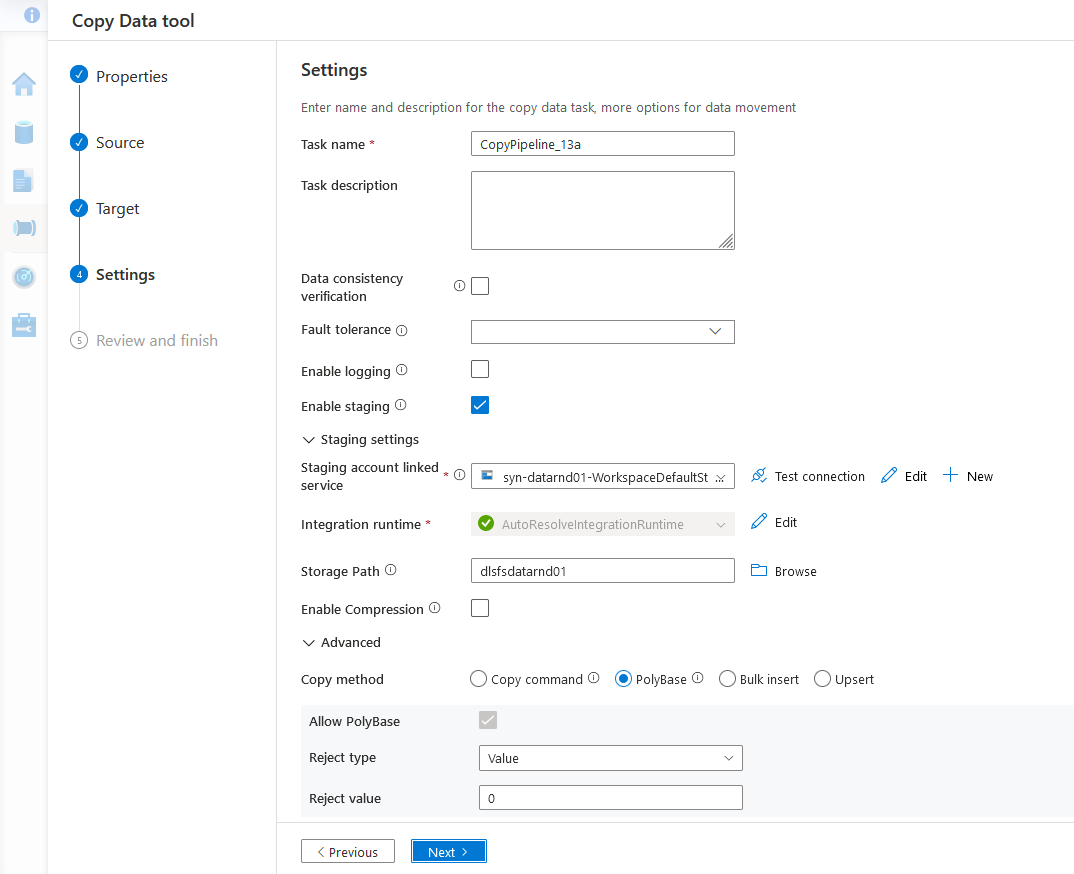 Copy Data tool
Properties
Source
Target
4 Settings
5 Review and finish
Settings
Enter name and description for the copy data task, more options for data movement
Task name * CopyPipeline_13a
Task description
Data consistency
verification
Fault tolerance
Enable logging
Enable staging
Staging settings
Staging account linked
service * syn-datarnd01-WorkspaceDefaultSt ... Test connection Edit New
Integration runtime * AutoResolveIntegrationRuntime Edit
Storage Path dlsfsdatarnd01 Browse
Enable Compression
Advanced
Copy method Copy command PolyBase Bulk insert Upsert
Allow PolyBase
Reject type Value
Reject value 0
< Previous Next >